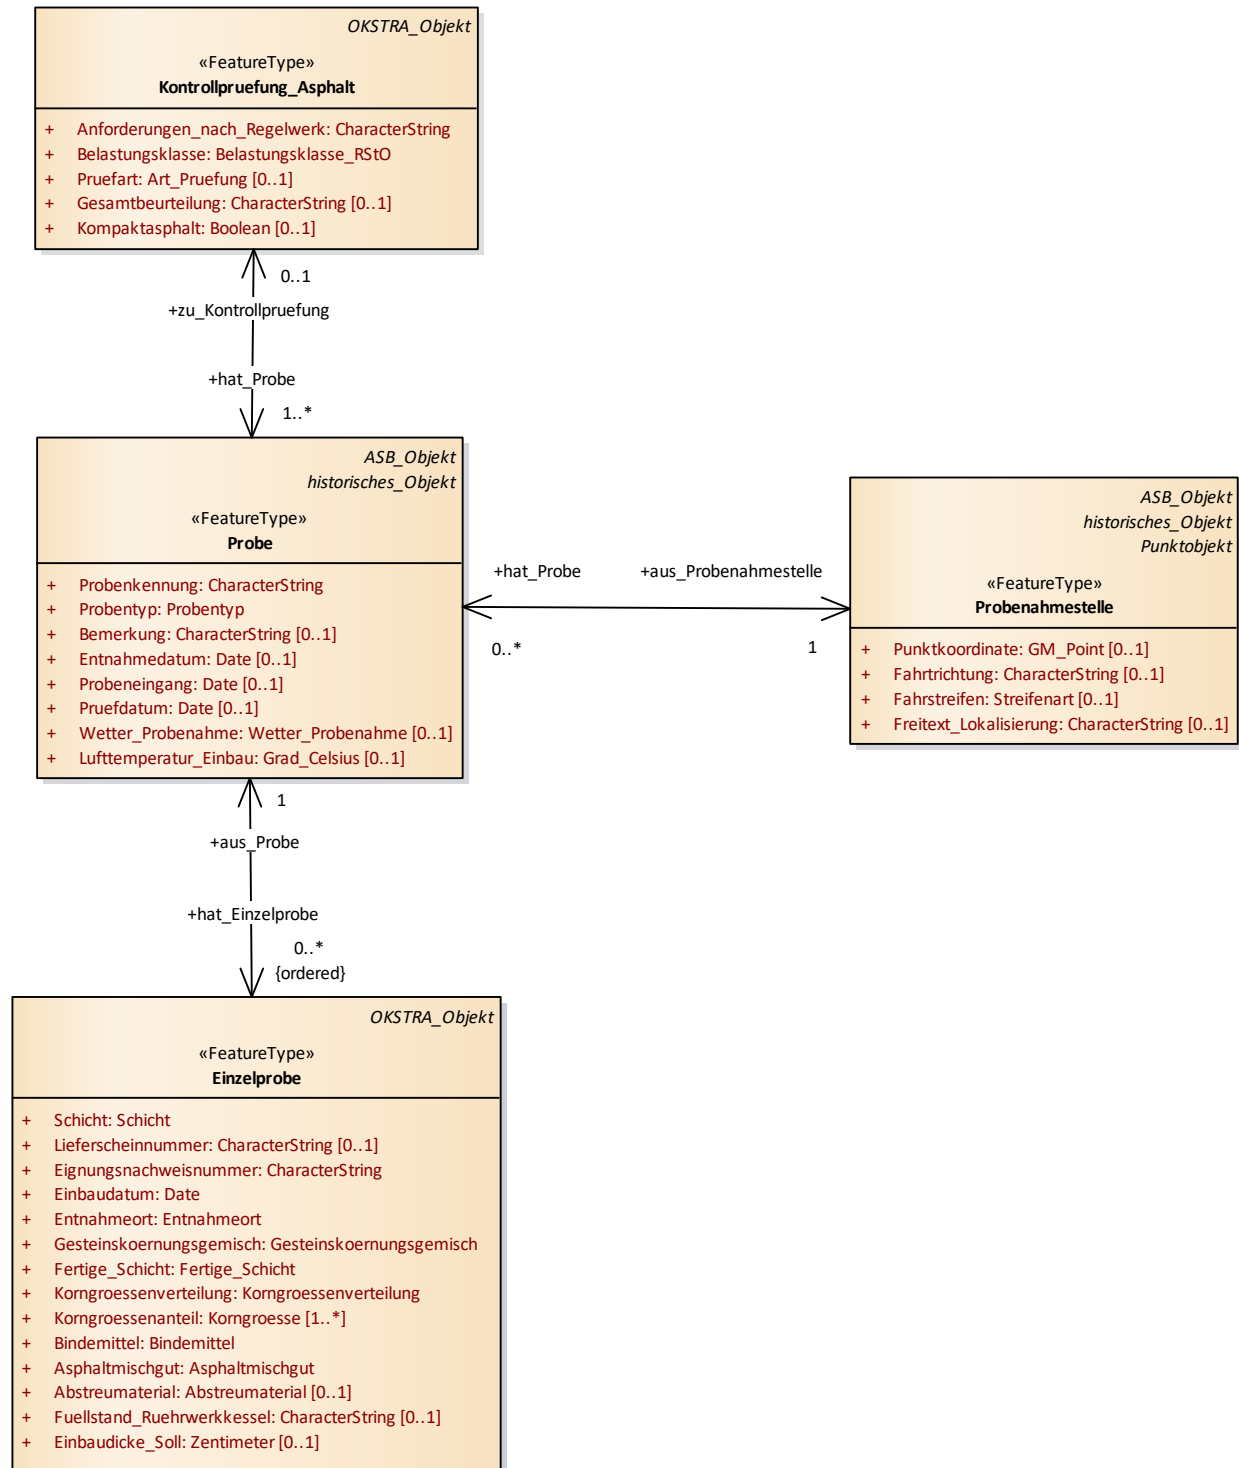 OKSTRA_Objekt
«FeatureType»
Kontrollpruefung_Asphalt
+ Anforderungen_nach_Regelwerk: CharacterString
+ Belastungsklasse: Belastungsklasse_RStO
+ Pruefart: Art_Pruefung [0..1]
+ Gesamtbeurteilung: CharacterString [0..1]
+ Kompaktasphalt: Boolean [0..1]
0..1
+zu_Kontrollpruefung
+hat_Probe
1..*
ASB_Objekt
historisches_Objekt
«FeatureType»
Probe
+ Probenkennung: CharacterString
+ Probentyp: Probentyp
+ Bemerkung: CharacterString [0..1]
+ Entnahmedatum: Date [0..1]
+ Probeneingang: Date [0..1]
+ Pruefdatum: Date [0..1]
+ Wetter_Probenahme: Wetter_Probenahme [0..1]
+ Lufttemperatur_Einbau: Grad_Celsius [0..1]
+hat_Probe
+aus_Probenahmestelle
0..*
1
ASB_Objekt
historisches_Objekt
Punktobjekt
«FeatureType»
Probenahmestelle
+ Punktkoordinate: GM_Point [0..1]
+ Fahrtrichtung: CharacterString [0..1]
+ Fahrstreifen: Streifenart [0..1]
+ Freitext_Lokalisierung: CharacterString [0..1]
1
+aus_Probe
+hat_Einzelprobe
0..*
{ordered}
OKSTRA_Objekt
«FeatureType»
Einzelprobe
+ Schicht: Schicht
+ Lieferscheinnummer: CharacterString [0..1]
+ Eignungsnachweisnummer: CharacterString
+ Einbaudatum: Date
+ Entnahmeort: Entnahmeort
+ Gesteinskoernungsgemisch: Gesteinskoernungsgemisch
+ Fertige_Schicht: Fertige_Schicht
+ Korngroessenverteilung: Korngroessenverteilung
+ Korngroessenanteil: Korngroesse [1..*]
+ Bindemittel: Bindemittel
+ Asphaltmischgut: Asphaltmischgut
+ Abstreumaterial: Abstreumaterial [0..1]
+ Fuellstand_Ruehrwerkkessel: CharacterString [0..1]
+ Einbaudicke_Soll: Zentimeter [0..1]